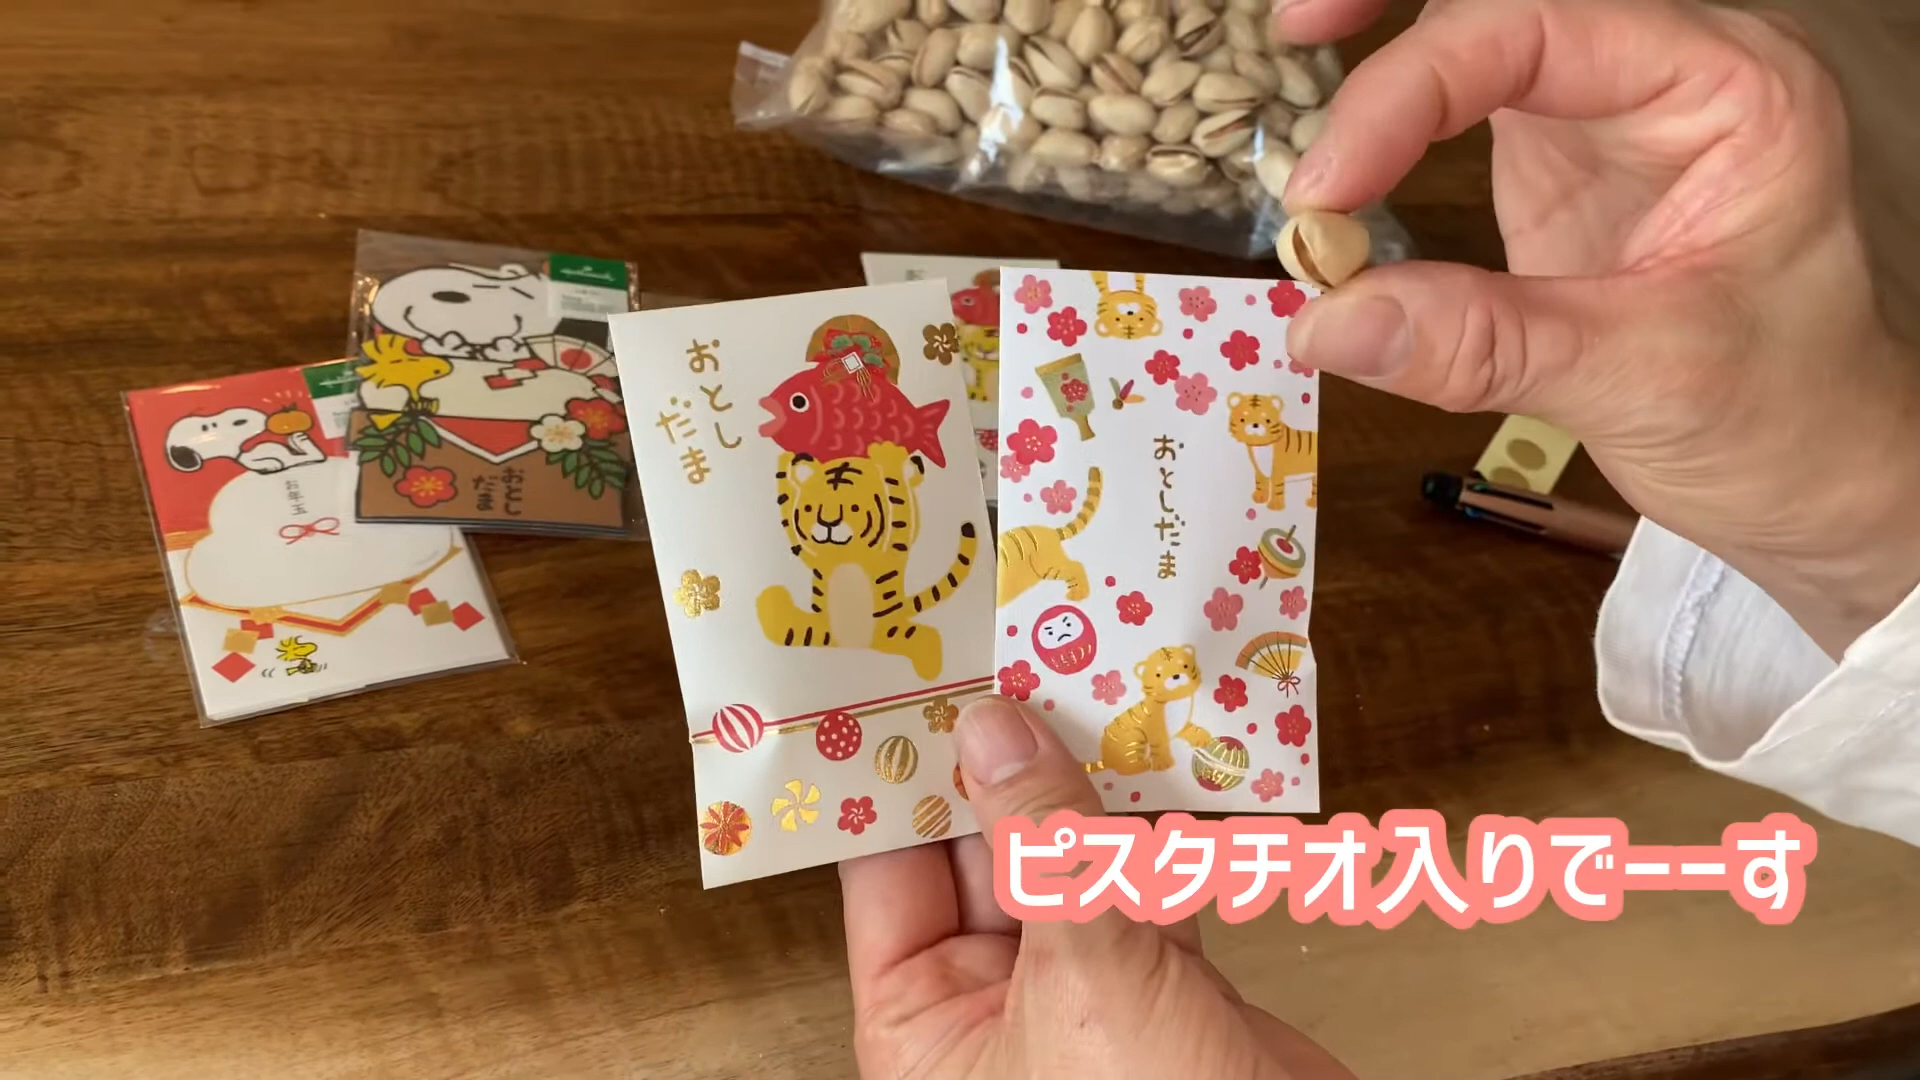 おとし
だま
おとしだま
お年玉
おとし
だま
Hallmark
ピスタチオ入りでーーす